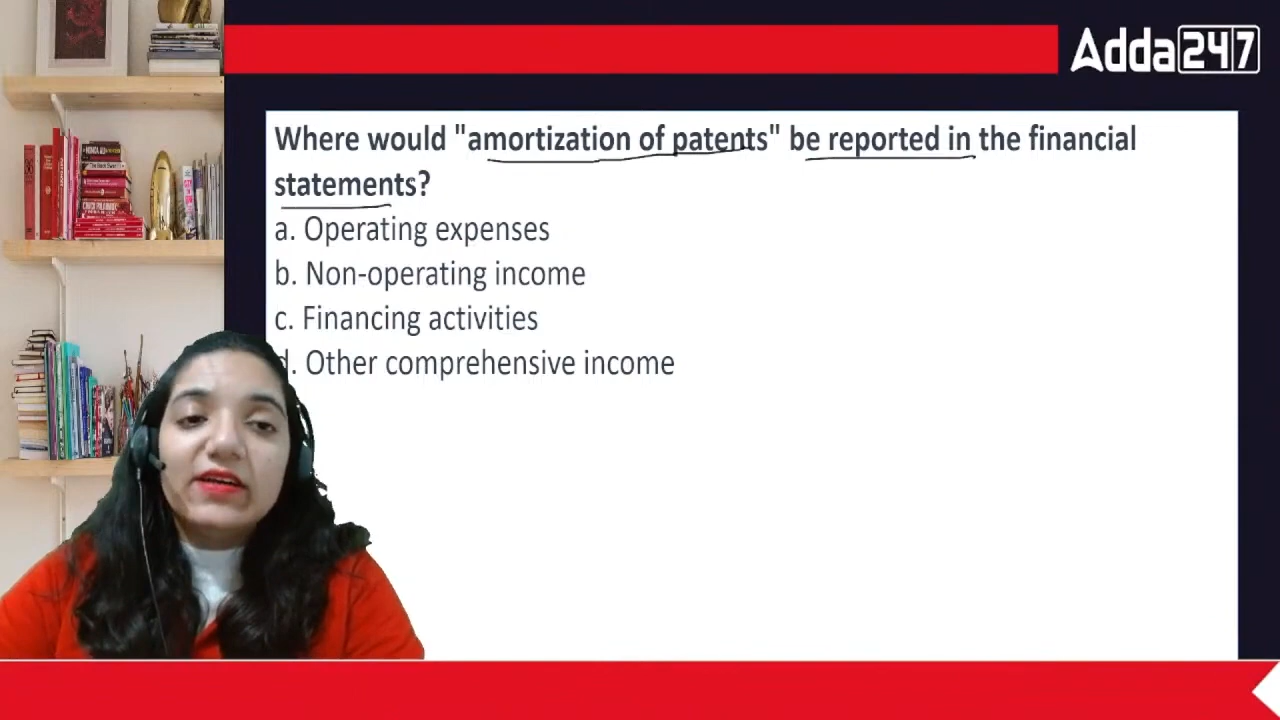 Adda247
Where would "amortization of patents" be reported in the financial
statements?
a. Operating expenses
b. Non-operating income
c. Financing activities
d. Other comprehensive income